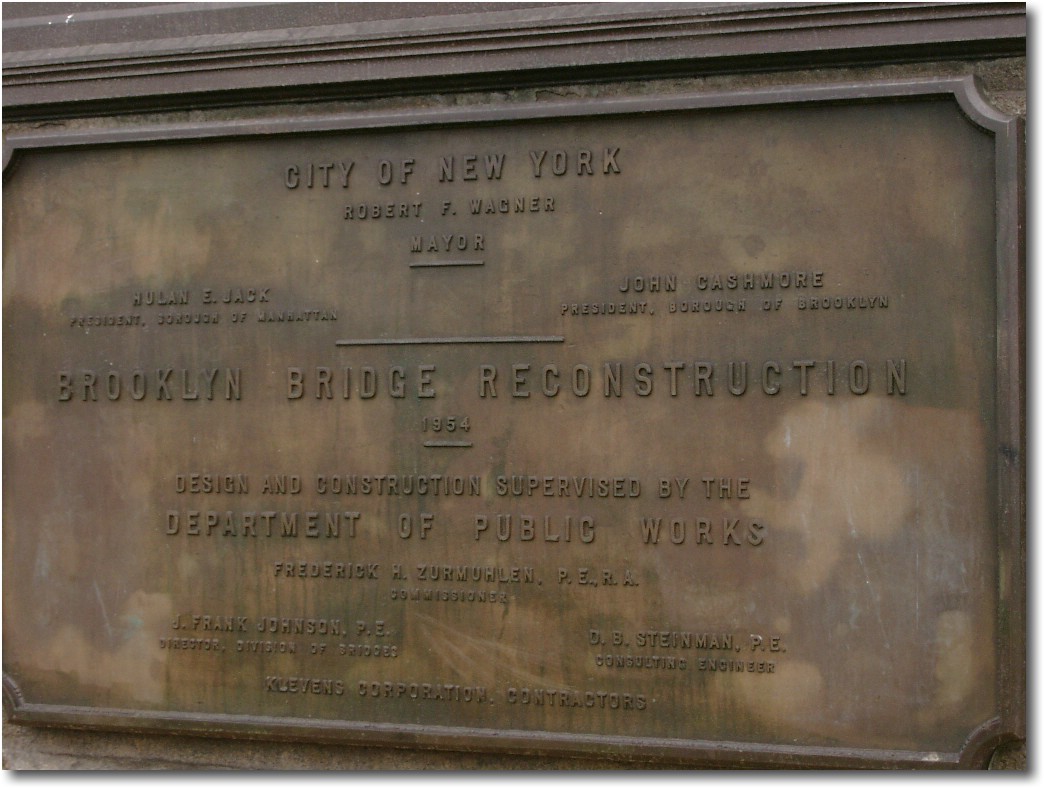 CITY OF NEW YORK
ROBERT F. WAGNER
MAYOR
HULAN E. JACK
PRESIDENT, BOROUGH OF MANHATTAN
JOHN CASHMORE
PRESIDENT, BOROUGH OF BROOKLYN
BROOKLYN BRIDGE RECONSTRUCTION
1954
DESIGN AND CONSTRUCTION SUPERVISED BY THE
DEPARTMENT OF PUBLIC WORKS
FREDERICK H. ZURMUHLEN, P.E., R.A.
COMMISSIONER
J. FRANK JOHNSON, P.E.
DIRECTOR, DIVISION OF BRIDGES
D. B. STEINMAN, P.E.
CONSULTING ENGINEER
KLEVENS CORPORATION, CONTRACTORS